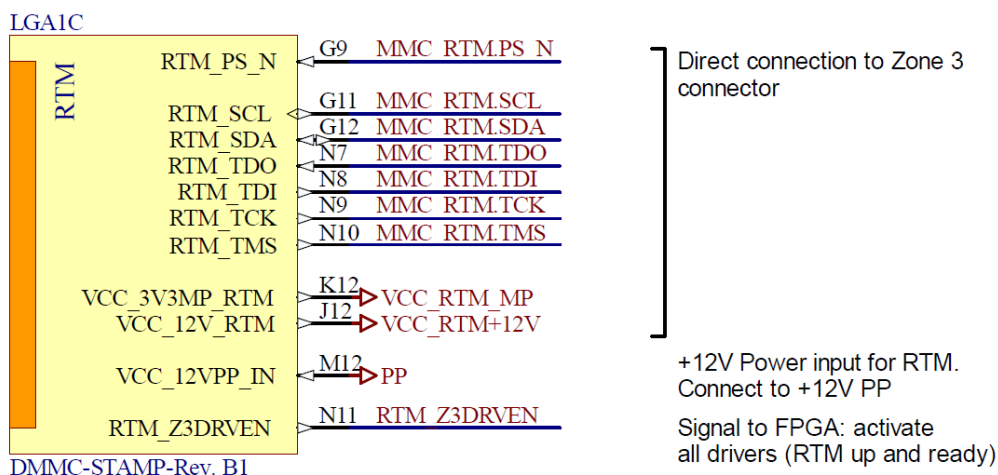 LGA1C
RTM
RTM_PS_N G9 MMC_RTM.PS_N
RTM_SCL G11 MMC_RTM.SCL
RTM_SDA G12 MMC_RTM.SDA
RTM_TDO N7 MMC_RTM.TDO
RTM_TDI N8 MMC_RTM.TDI
RTM_TCK N9 MMC_RTM.TCK
RTM_TMS N10 MMC_RTM.TMS
VCC_3V3MP_RTM K12 VCC_RTM_MP
VCC_12V_RTM J12 VCC_RTM+12V
VCC_12VPP_IN M12 PP
RTM_Z3DRVEN N11 RTM_Z3DRVEN
DMMC-STAMP-Rev. B1
Direct connection to Zone 3
connector
+12V Power input for RTM.
Connect to +12V PP
Signal to FPGA: activate
all drivers (RTM up and ready)